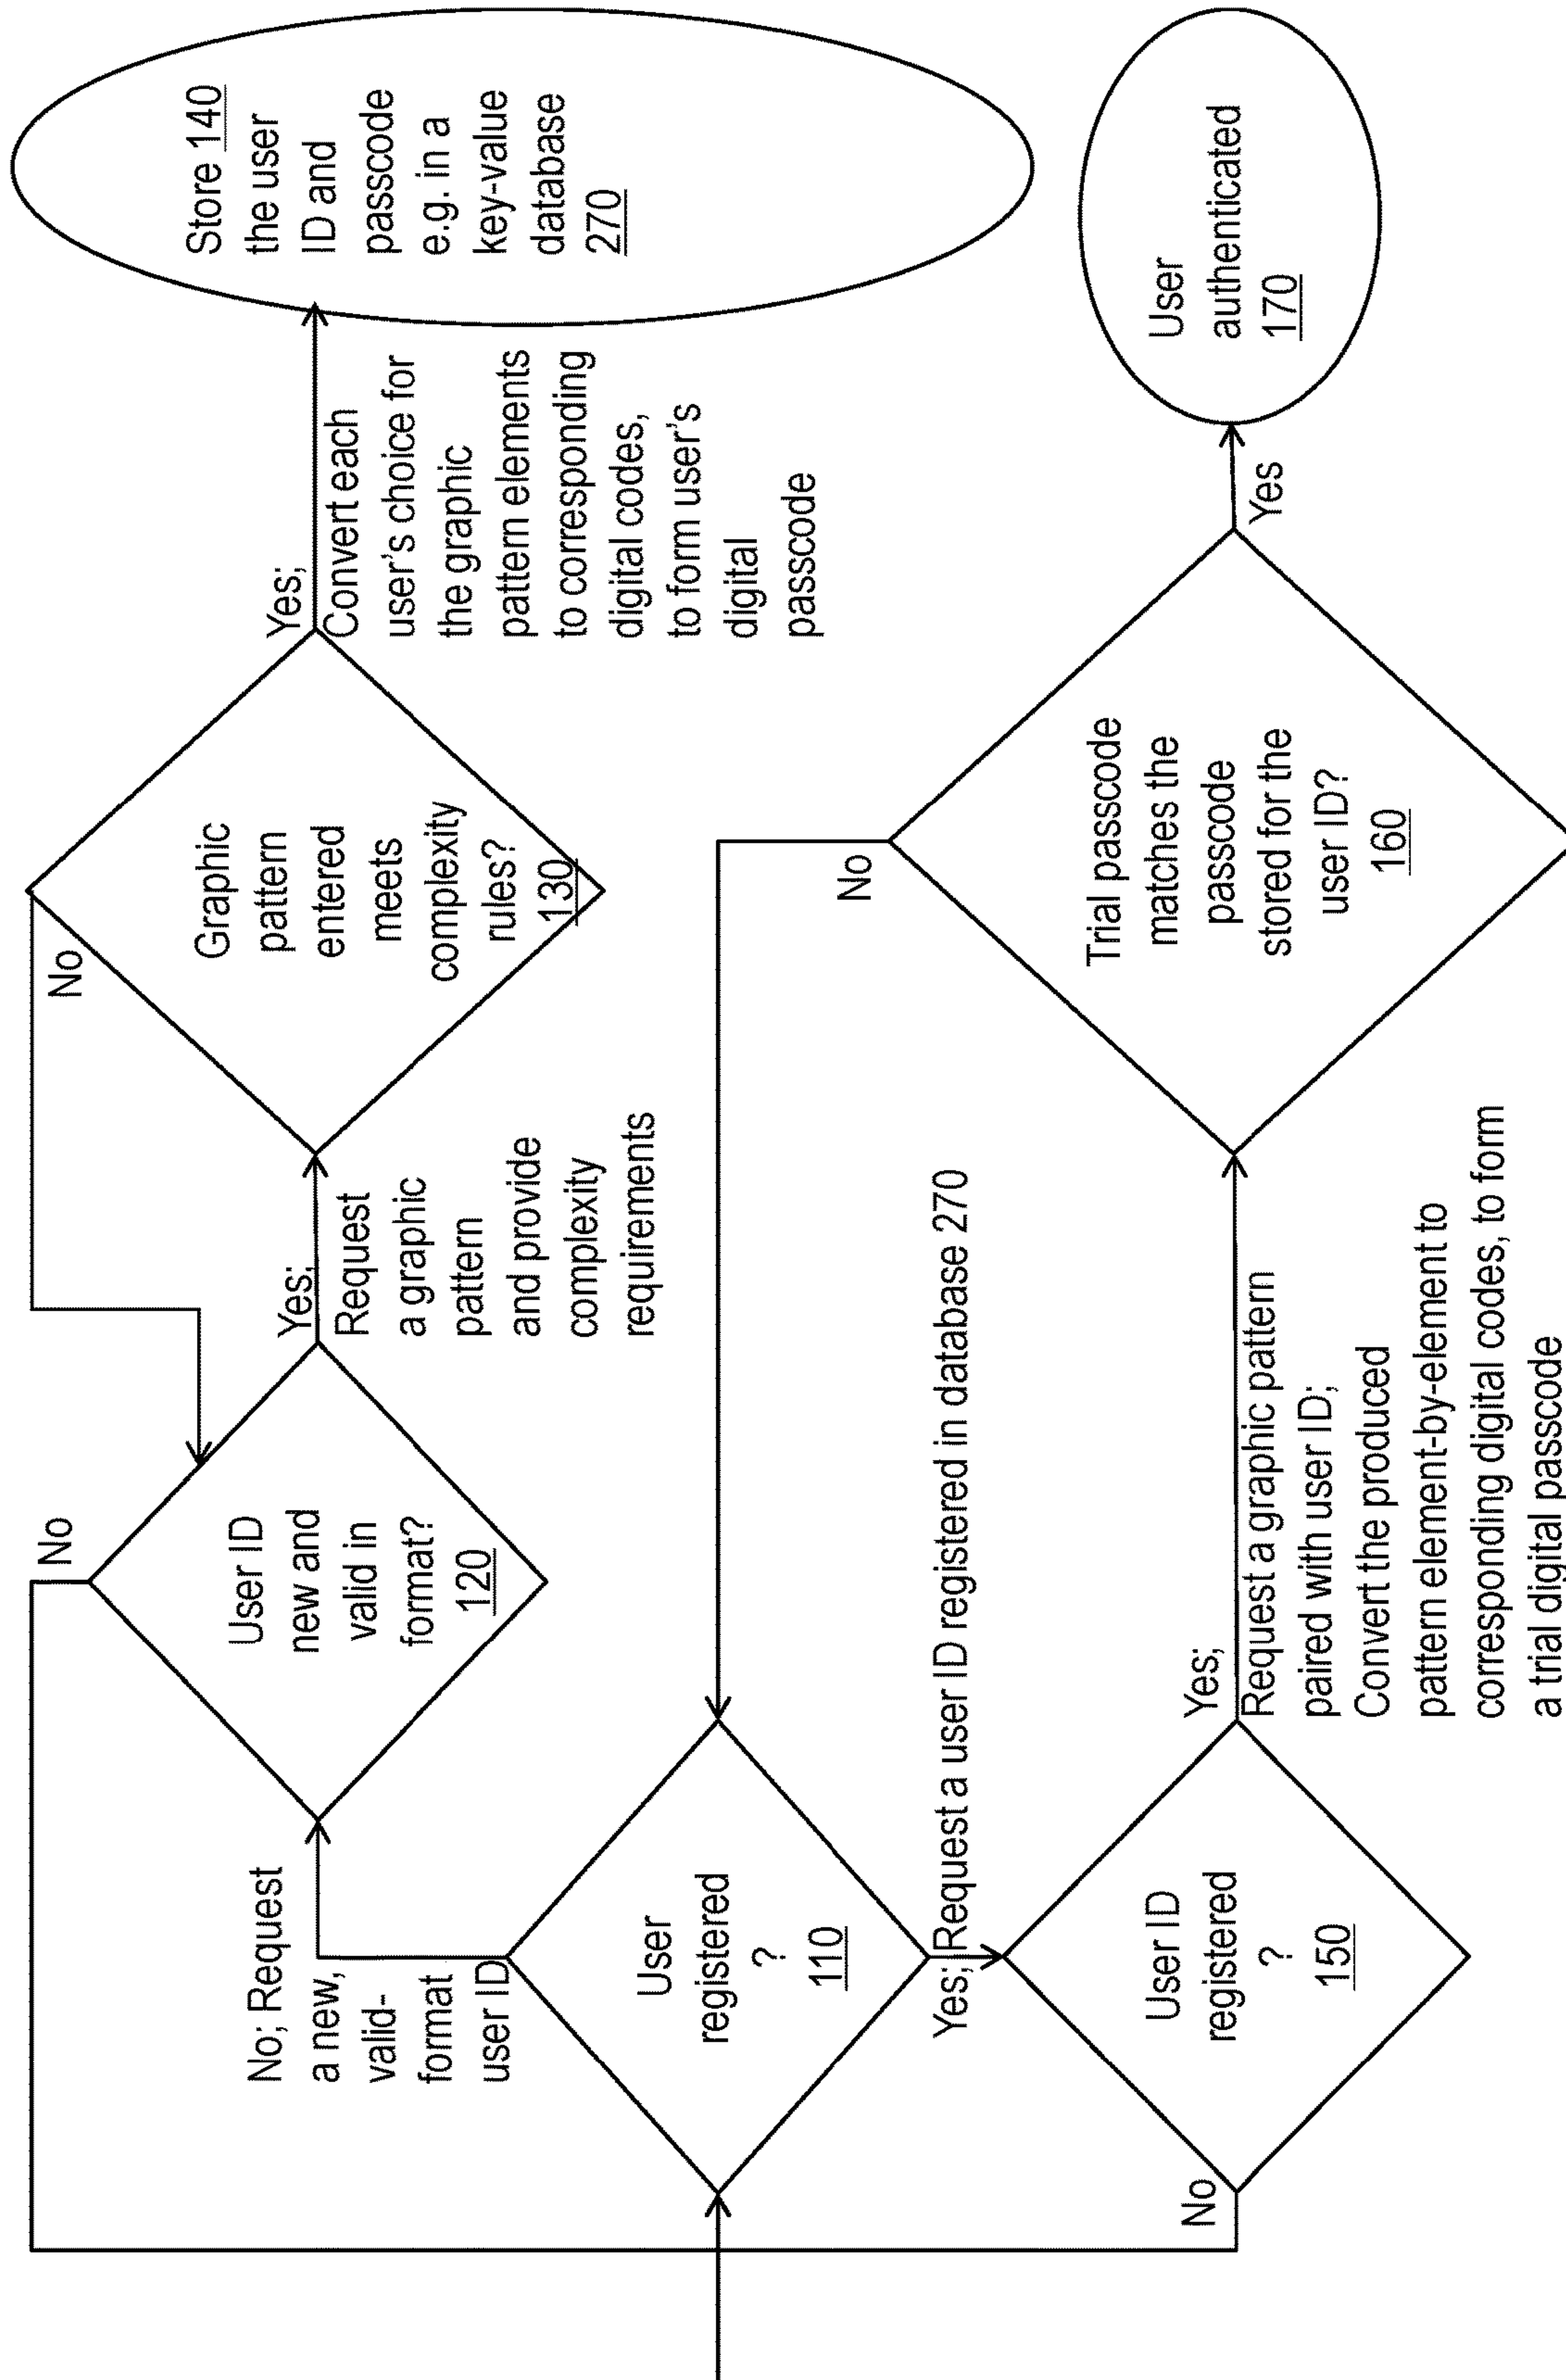 No
No; Request
a new,
valid-
format
user ID
User ID
new and
valid in
format?
120
Yes;
Request
a graphic
pattern
and provide
complexity
requirements
No
Graphic
pattern
entered
meets
complexity
rules?
130
Yes;
Convert each
user's choice for
the graphic
pattern elements
to corresponding
digital codes,
to form user's
digital
passcode
Store 140
the user
ID and
passcode
e.g. in a
key-value
database
270
User
registered
?
110
Yes; Request a user ID registered in database 270
No
User ID
registered
?
150
Yes;
Request a graphic pattern
paired with user ID;
Convert the produced
pattern element-by-element to
corresponding digital codes, to form
a trial digital passcode
No
Trial passcode
matches the
passcode
stored for the
user ID?
160
Yes
User
authenticated
170